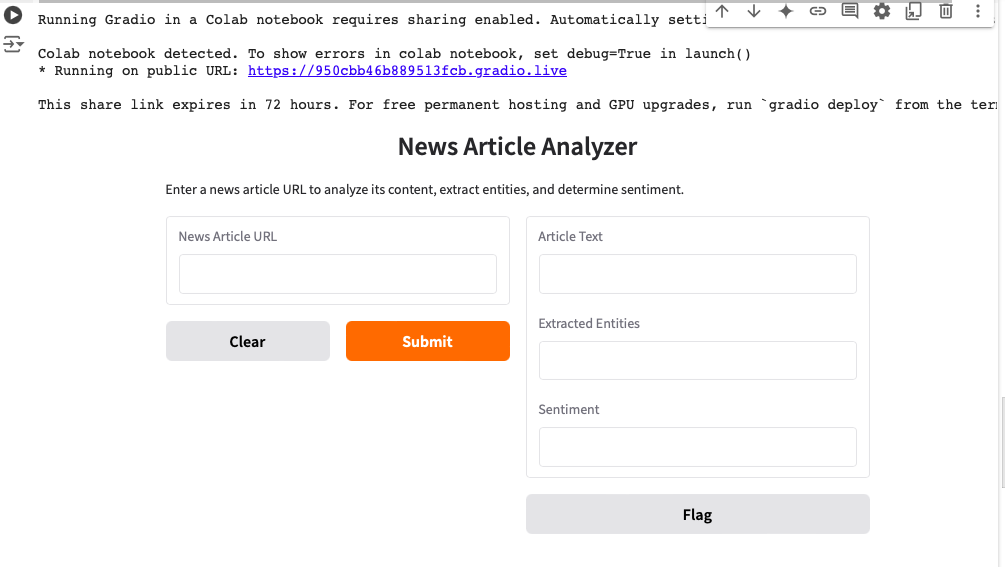 Running Gradio in a Colab notebook requires sharing enabled. Automatically
Colab notebook detected. To show errors in colab notebook, set debug=True in launch()
* Running on public URL: https://950cbb46b889513fcb.gradio.live
This share link expires in 72 hours. For free permanent hosting and GPU upgrades, run `gradio deploy` from the
News Article Analyzer
Enter a news article URL to analyze its content, extract entities, and determine sentiment.
News Article URL
Clear
Submit
Article Text
Extracted Entities
Sentiment
Flag